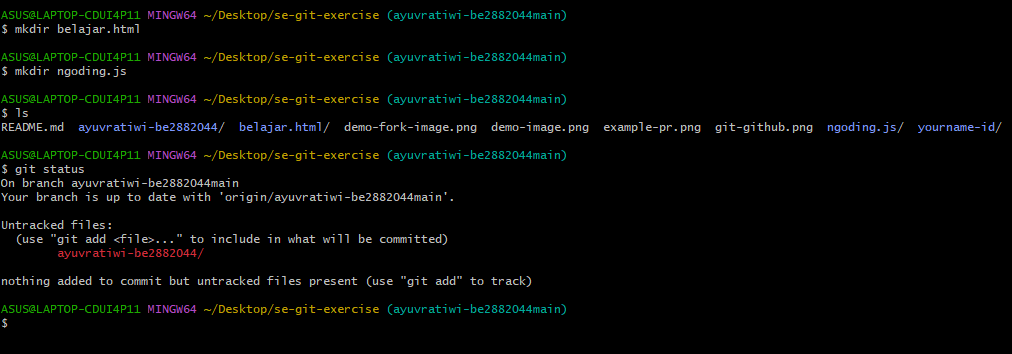 ASUS@LAPTOP-CDUI4P11 MINGW64 ~/Desktop/se-git-exercise (ayuvratiwi-be2882044main)
$ mkdir belajar.html
ASUS@LAPTOP-CDUI4P11 MINGW64 ~/Desktop/se-git-exercise (ayuvratiwi-be2882044main)
$ mkdir ngoding.js
ASUS@LAPTOP-CDUI4P11 MINGW64 ~/Desktop/se-git-exercise (ayuvratiwi-be2882044main)
$ ls
README.md  ayuvratiwi-be2882044/  belajar.html/  demo-fork-image.png  demo-image.png  example-pr.png  git-github.png  ngoding.js/  yourname-id/
ASUS@LAPTOP-CDUI4P11 MINGW64 ~/Desktop/se-git-exercise (ayuvratiwi-be2882044main)
$ git status
On branch ayuvratiwi-be2882044main
Your branch is up to date with 'origin/ayuvratiwi-be2882044main'.
Untracked files:
  (use "git add <file>..." to include in what will be committed)
        ayuvratiwi-be2882044/
nothing added to commit but untracked files present (use "git add" to track)
ASUS@LAPTOP-CDUI4P11 MINGW64 ~/Desktop/se-git-exercise (ayuvratiwi-be2882044main)
$